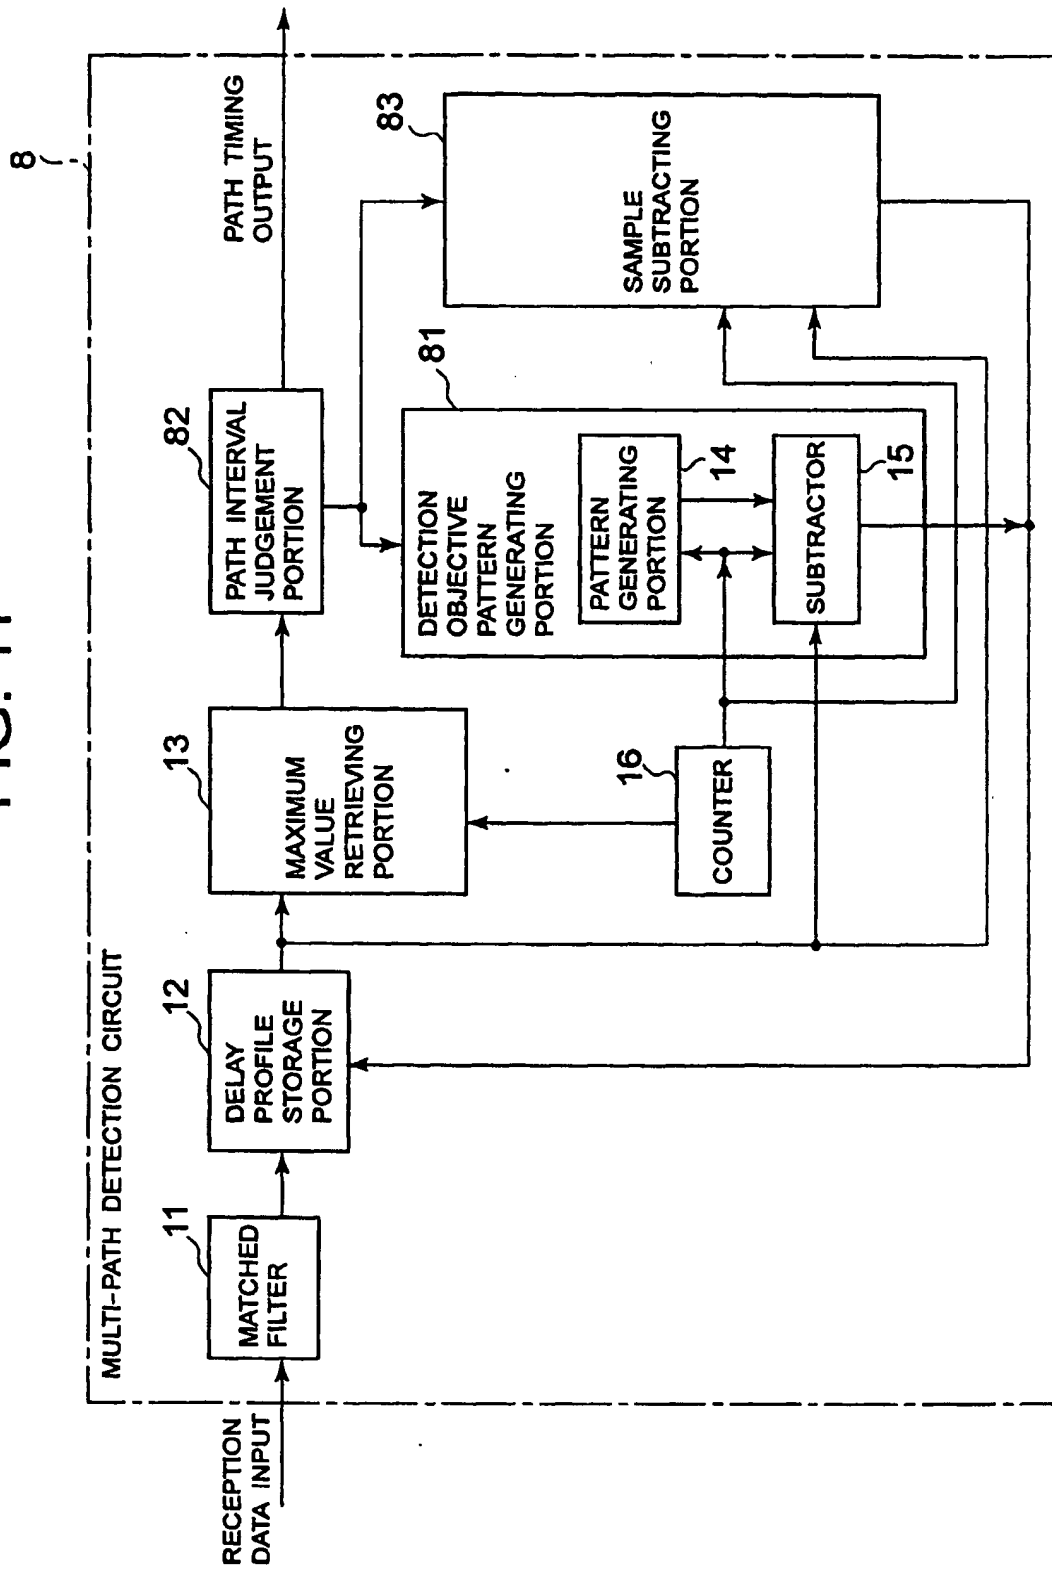 8
MULTI-PATH DETECTION CIRCUIT
RECEPTION
DATA INPUT
11
MATCHED
FILTER
12
DELAY
PROFILE
STORAGE
PORTION
13
MAXIMUM
VALUE
RETRIEVING
PORTION
82
PATH INTERVAL
JUDGEMENT
PORTION
PATH TIMING
OUTPUT
16
COUNTER
81
DETECTION
OBJECTIVE
PATTERN
GENERATING
PORTION
PATTERN
GENERATING
PORTION
14
SUBTRACTOR
15
83
SAMPLE
SUBTRACTING
PORTION